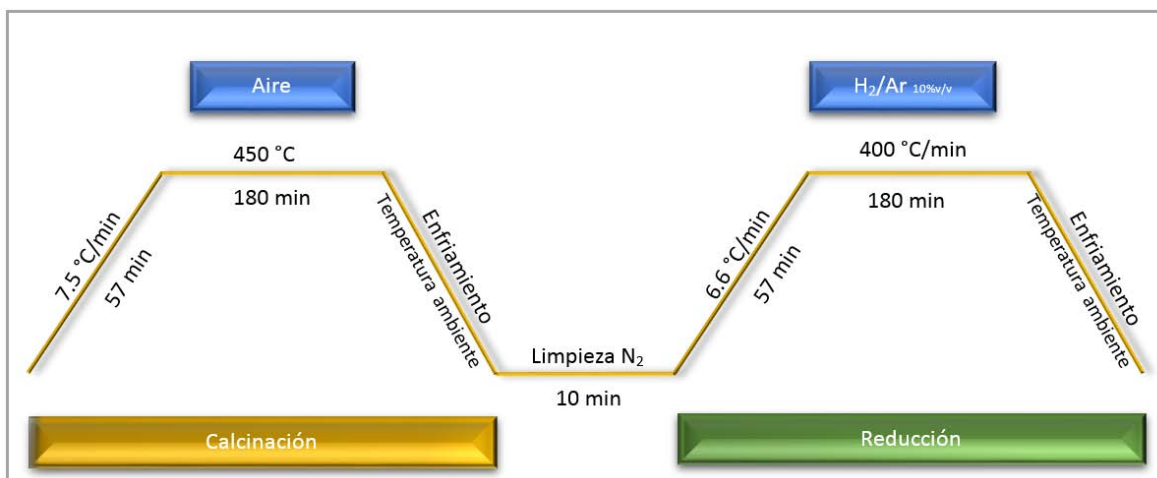 Aire
450 °C
180 min
7.5 °C/min
57 min
Enfriamiento
Temperatura ambiente
Limpieza N₂
10 min
H₂/Ar 10%v/v
400 °C/min
180 min
6.6 °C/min
57 min
Enfriamiento
Temperatura ambiente
Calcinación
Reducción